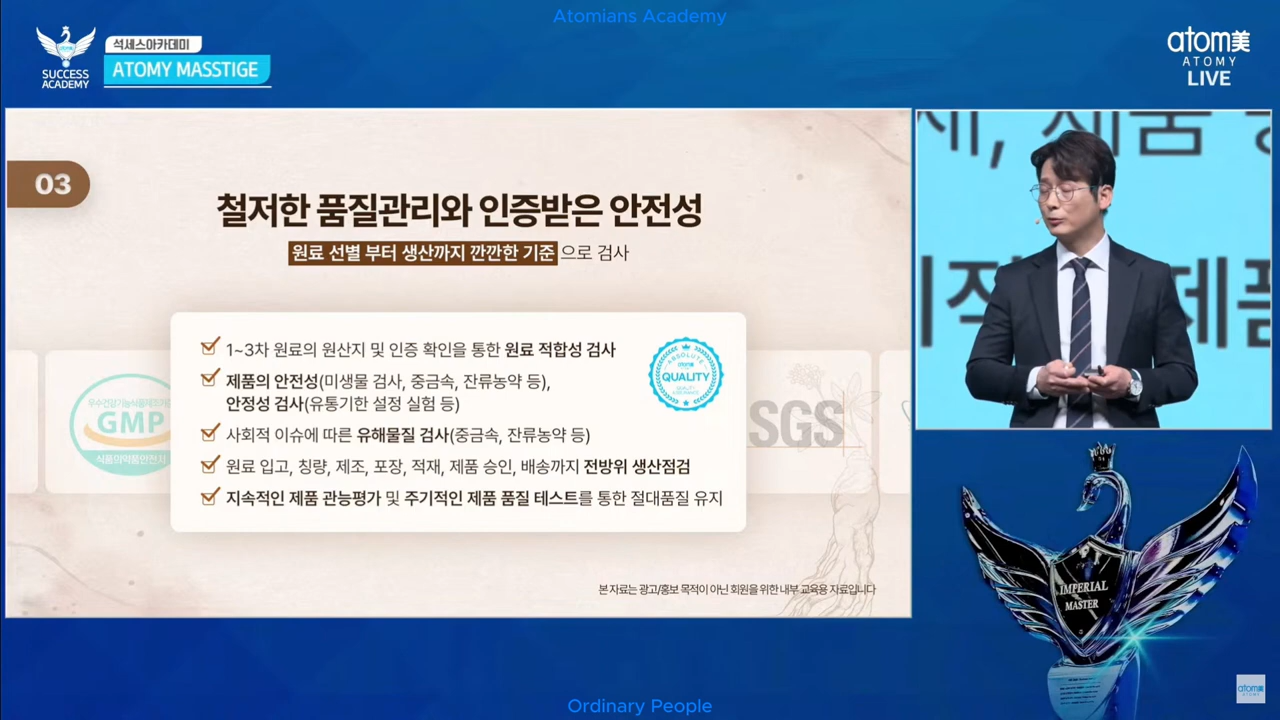 Atomians Academy
석세스아카데미
ATOMY MASSTIGE
SUCCESS
ACADEMY
atom美
ATOMY
LIVE
03
철저한 품질관리와 인증받은 안전성
원료 선별 부터 생산까지 깐깐한 기준 으로 검사
1~3차 원료의 원산지 및 인증 확인을 통한 원료 적합성 검사
제품의 안전성(미생물 검사, 중금속, 잔류농약 등),
안정성 검사(유통기한 설정 실험 등)
사회적 이슈에 따른 유해물질 검사(중금속, 잔류농약 등)
원료 입고, 칭량, 제조, 포장, 적재, 제품 승인, 배송까지 전방위 생산점검
지속적인 제품 관능평가 및 주기적인 제품 품질 테스트를 통한 절대품질 유지
ABSOLUTE
atom美
QUALITY
GMP
식품의약품안전처
SGS
본 자료는 광고/홍보 목적이 아닌 회원을 위한 내부 교육용 자료입니다
IMPERIAL
MASTER
atom美
ATOMY
Ordinary People